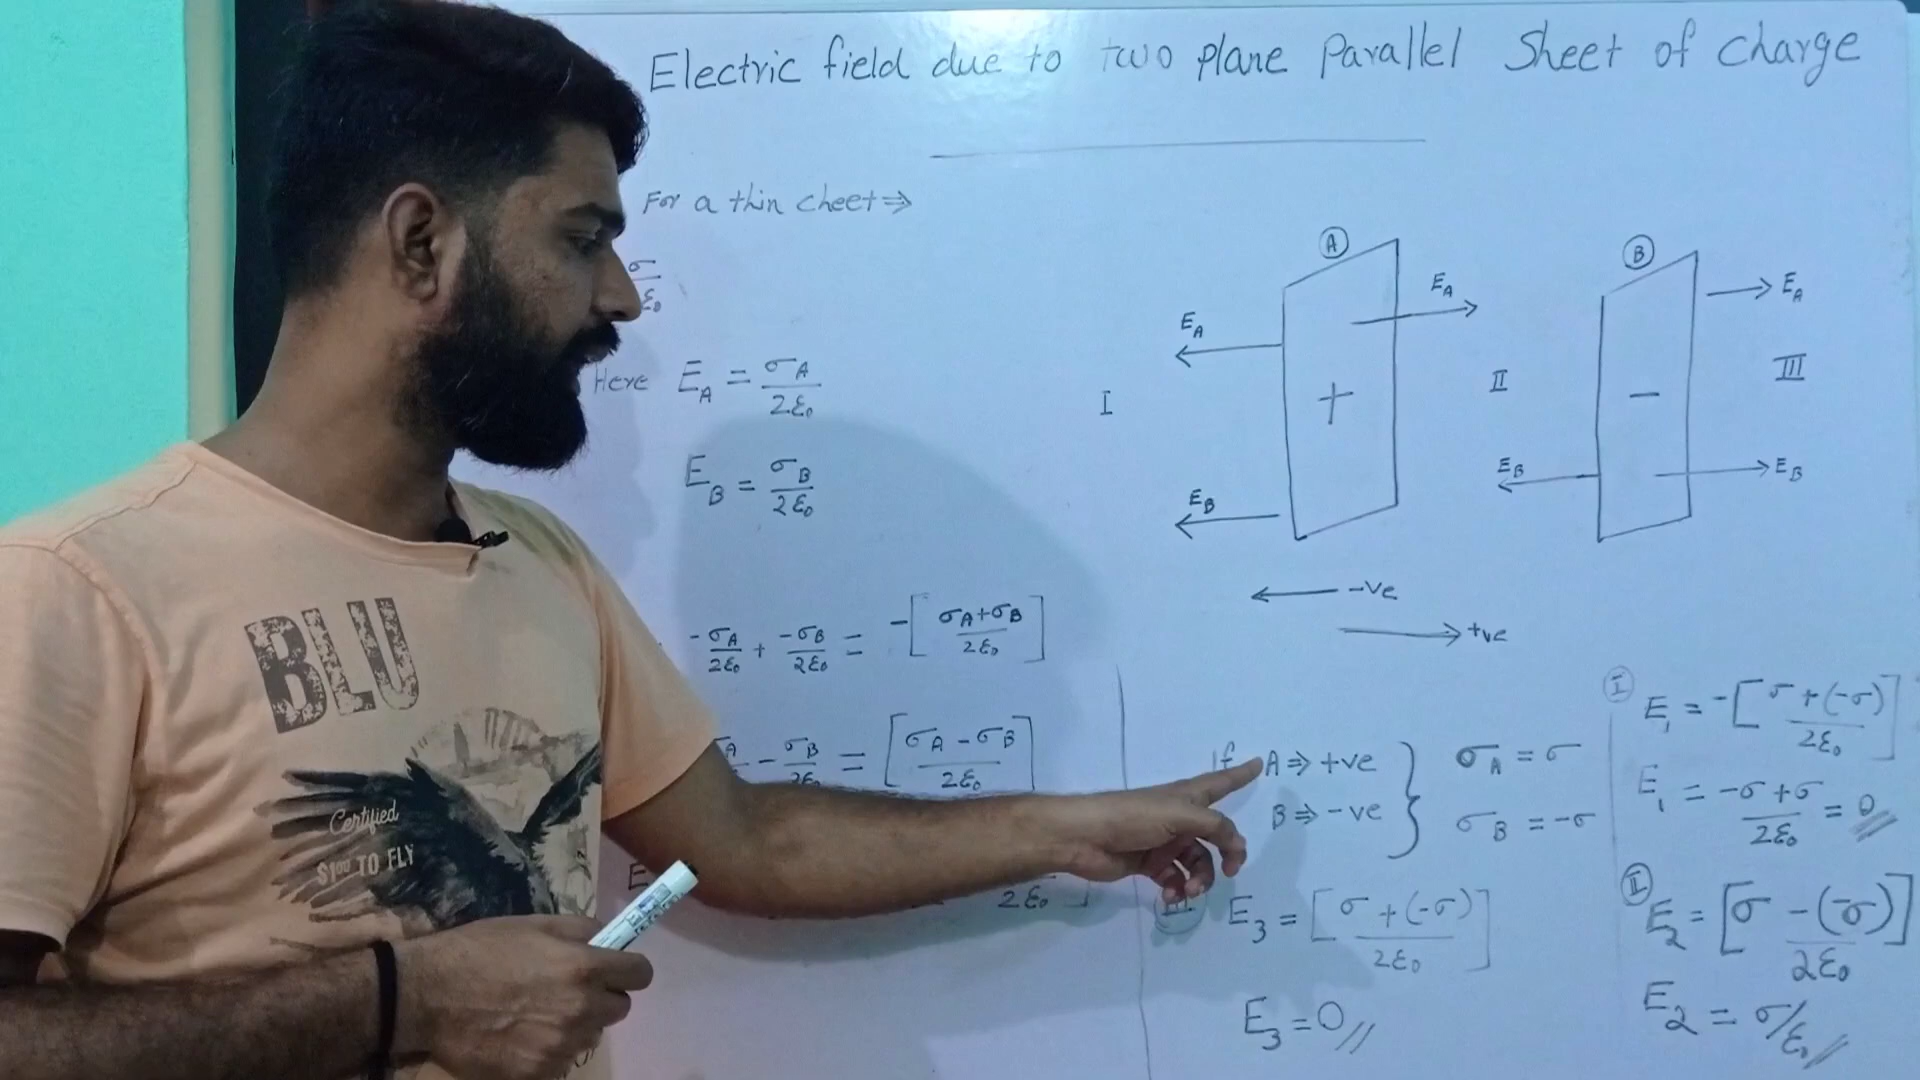 Electric field due to two plane Parallel Sheet of charge
For a thin cheet ⇒
σ
ε₀
Here E_A = σ_A / 2ε₀
E_B = σ_B / 2ε₀
-σ_A / 2ε₀ + -σ_B / 2ε₀ = -[σ_A + σ_B / 2ε₀]
- σ_B / 2ε₀ = [σ_A - σ_B / 2ε₀]
E
2ε₀ ]
A
B
E_A
E_A
E_A
I
+
II
-
III
E_B
E_B
E_B
← -ve
→ +ve
If A ⇒ +ve } σ_A = σ
B ⇒ -ve } σ_B = -σ
III E₃ = [σ + (-σ) / 2ε₀]
E₃ = 0 //
I E₁ = -[σ + (-σ) / 2ε₀]
E₁ = -σ + σ / 2ε₀ = 0 //
II E₂ = [σ - (-σ) / 2ε₀]
E₂ = σ/ε₀ //
BLU
Certified
TO FLY